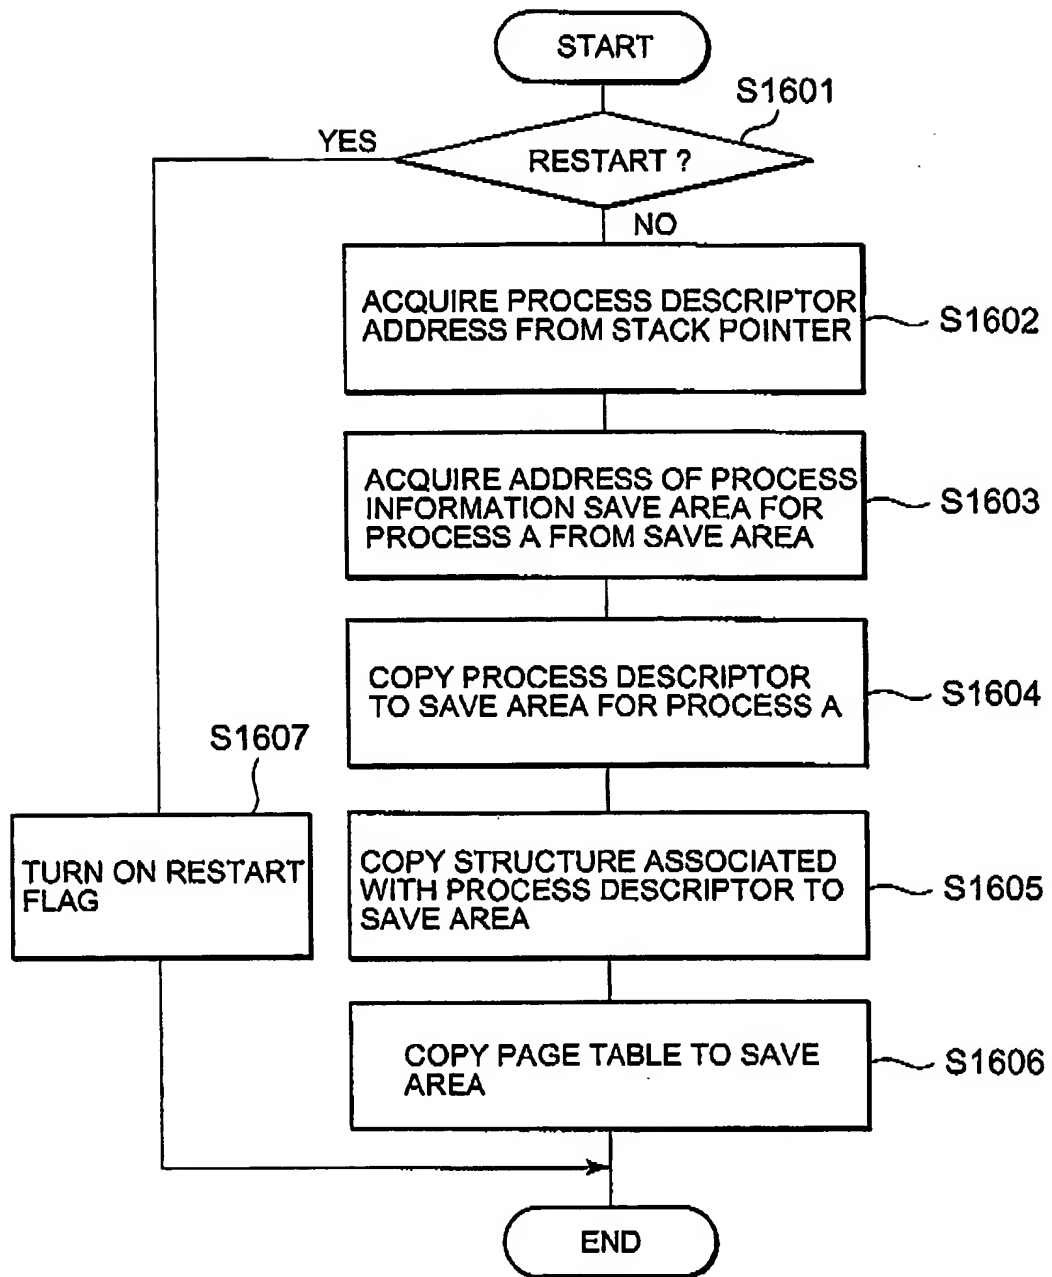 START
S1601
YES
RESTART ?
NO
ACQUIRE PROCESS DESCRIPTOR
ADDRESS FROM STACK POINTER
S1602
ACQUIRE ADDRESS OF PROCESS
INFORMATION SAVE AREA FOR
PROCESS A FROM SAVE AREA
S1603
COPY PROCESS DESCRIPTOR
TO SAVE AREA FOR PROCESS A
S1604
S1607
TURN ON RESTART
FLAG
COPY STRUCTURE ASSOCIATED
WITH PROCESS DESCRIPTOR TO
SAVE AREA
S1605
COPY PAGE TABLE TO SAVE
AREA
S1606
END